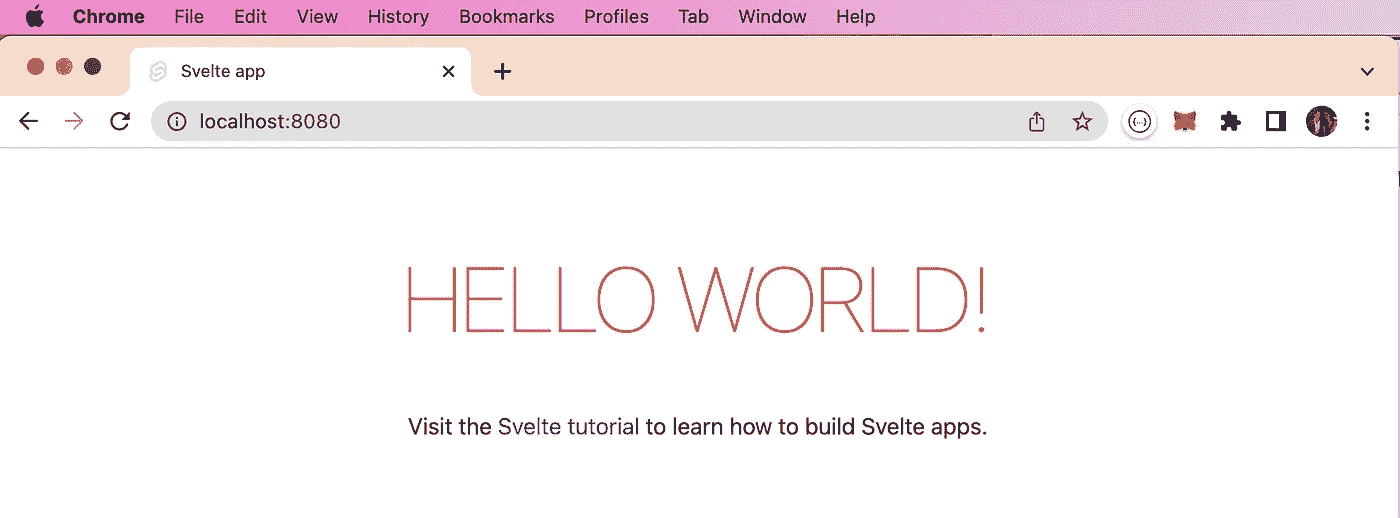 Chrome File Edit View History Bookmarks Profiles Tab Window Help
Svelte app
localhost:8080
HELLO WORLD!
Visit the Svelte tutorial to learn how to build Svelte apps.